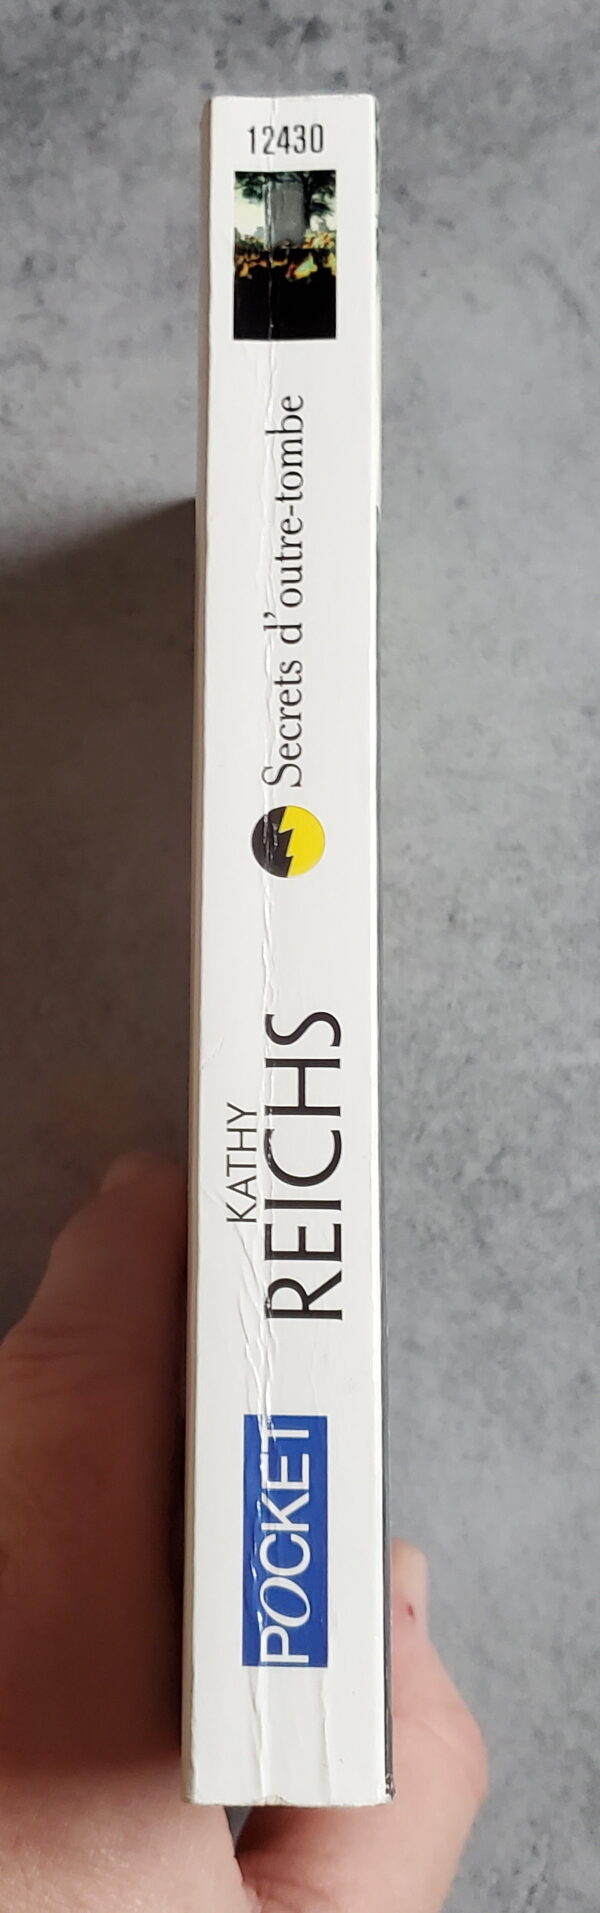 12430
Secrets d'outre-tombe
KATHY
REICHS
POCKET